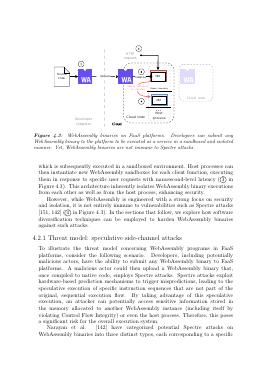 WA
WA
Developer computer
Cloud node
Cloud node
Figure 4.3: WebAssembly binaries on FaaS platforms. Developers can submit any
WebAssembly binary to the platform to be executed as a service in a sandboxed and isolated
manner. Yet, WebAssembly binaries are not immune to Spectre attacks.
which is subsequently executed in a sandboxed environment. Host processes can
then instantiate new WebAssembly sandboxes for each client function, executing
them in response to specific user requests with nanosecond-level latency ( in
Figure 4.3). This architecture inherently isolates WebAssembly binary executions
from each other as well as from the host process, enhancing security.
However, while WebAssembly is engineered with a strong focus on security
and isolation, it is not entirely immune to vulnerabilities such as Spectre attacks
[151, 142] ( in Figure 4.3). In the sections that follow, we explore how software
diversification techniques can be employed to harden WebAssembly binaries
against such attacks.
4.2.1 Threat model: speculative side-channel attacks
To illustrate the threat model concerning WebAssembly programs in FaaS
platforms, consider the following scenario. Developers, including potentially
malicious actors, have the ability to submit any WebAssembly binary to FaaS
platforms. A malicious actor could then upload a WebAssembly binary that,
once compiled to native code, employs Spectre attacks. Spectre attacks exploit
hardware-based prediction mechanisms to trigger mispredictions, leading to the
speculative execution of specific instruction sequences that are not part of the
original, sequential execution flow. By taking advantage of this speculative
execution, an attacker can potentially access sensitive information stored in
the memory allocated to another WebAssembly instance (including itself by
violating Control Flow Integrity) or even the host process. Therefore, this poses
a significant risk for the overall execution system.
Narayan et al. [142] have categorized potential Spectre attacks on
WebAssembly binaries into three distinct types, each corresponding to a specific